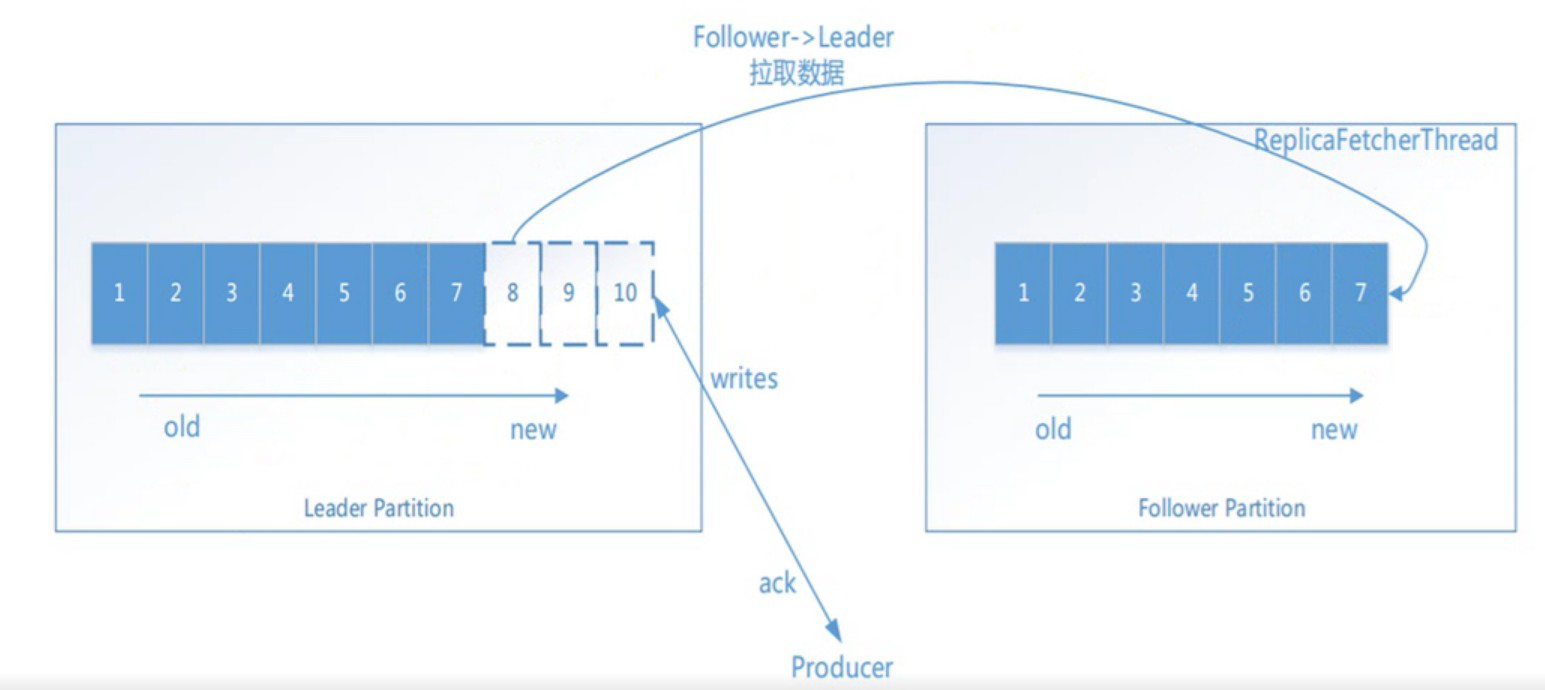 Follower->Leader
拉取数据
ReplicaFetcherThread
1 2 3 4 5 6 7 8 9 10
1 2 3 4 5 6 7
writes
old new
old new
Leader Partition
Follower Partition
ack
Producer